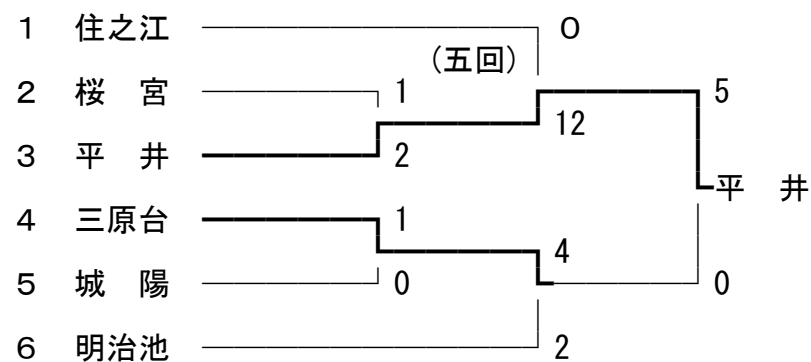 １ 住之江 0
(五回)
２ 桜 宮 1 5
12
３ 平 井 2
平 井
４ 三原台 1
4
５ 城 陽 0 0
６ 明治池 2